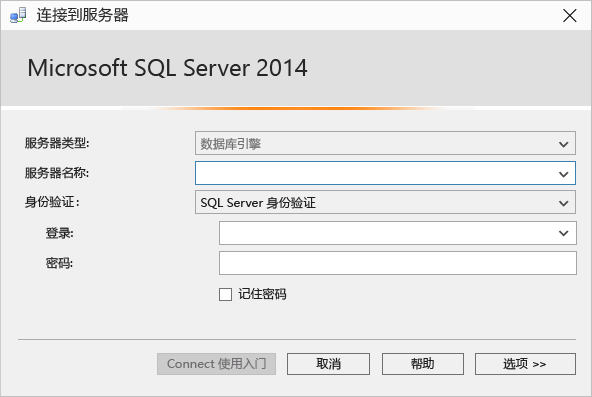 连接到服务器
Microsoft SQL Server 2014
服务器类型:
数据库引擎
服务器名称:
身份验证:
SQL Server 身份验证
登录:
密码:
记住密码
Connect 使用入门
取消
帮助
选项 >>